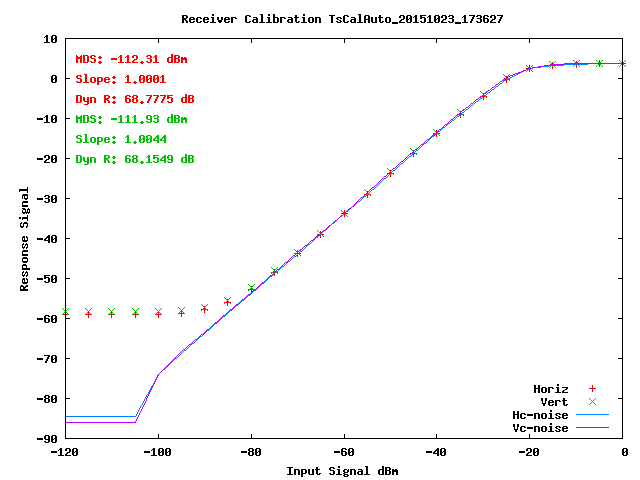 Receiver Calibration TsCalAuto_20151023_173627
MDS: -112.31 dBm
Slope: 1.0001
Dyn R: 68.7775 dB
MDS: -111.93 dBm
Slope: 1.0044
Dyn R: 68.1549 dB
10
0
-10
-20
-30
-40
-50
-60
-70
-80
-90
Response Signal
Horiz
Vert
Hc-noise
Vc-noise
-120 -100 -80 -60 -40 -20 0
Input Signal dBm